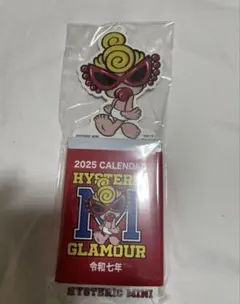 2025 CALENDAR
HYSTERIC
M
GLAMOUR
令和七年
HYSTERIC MINI